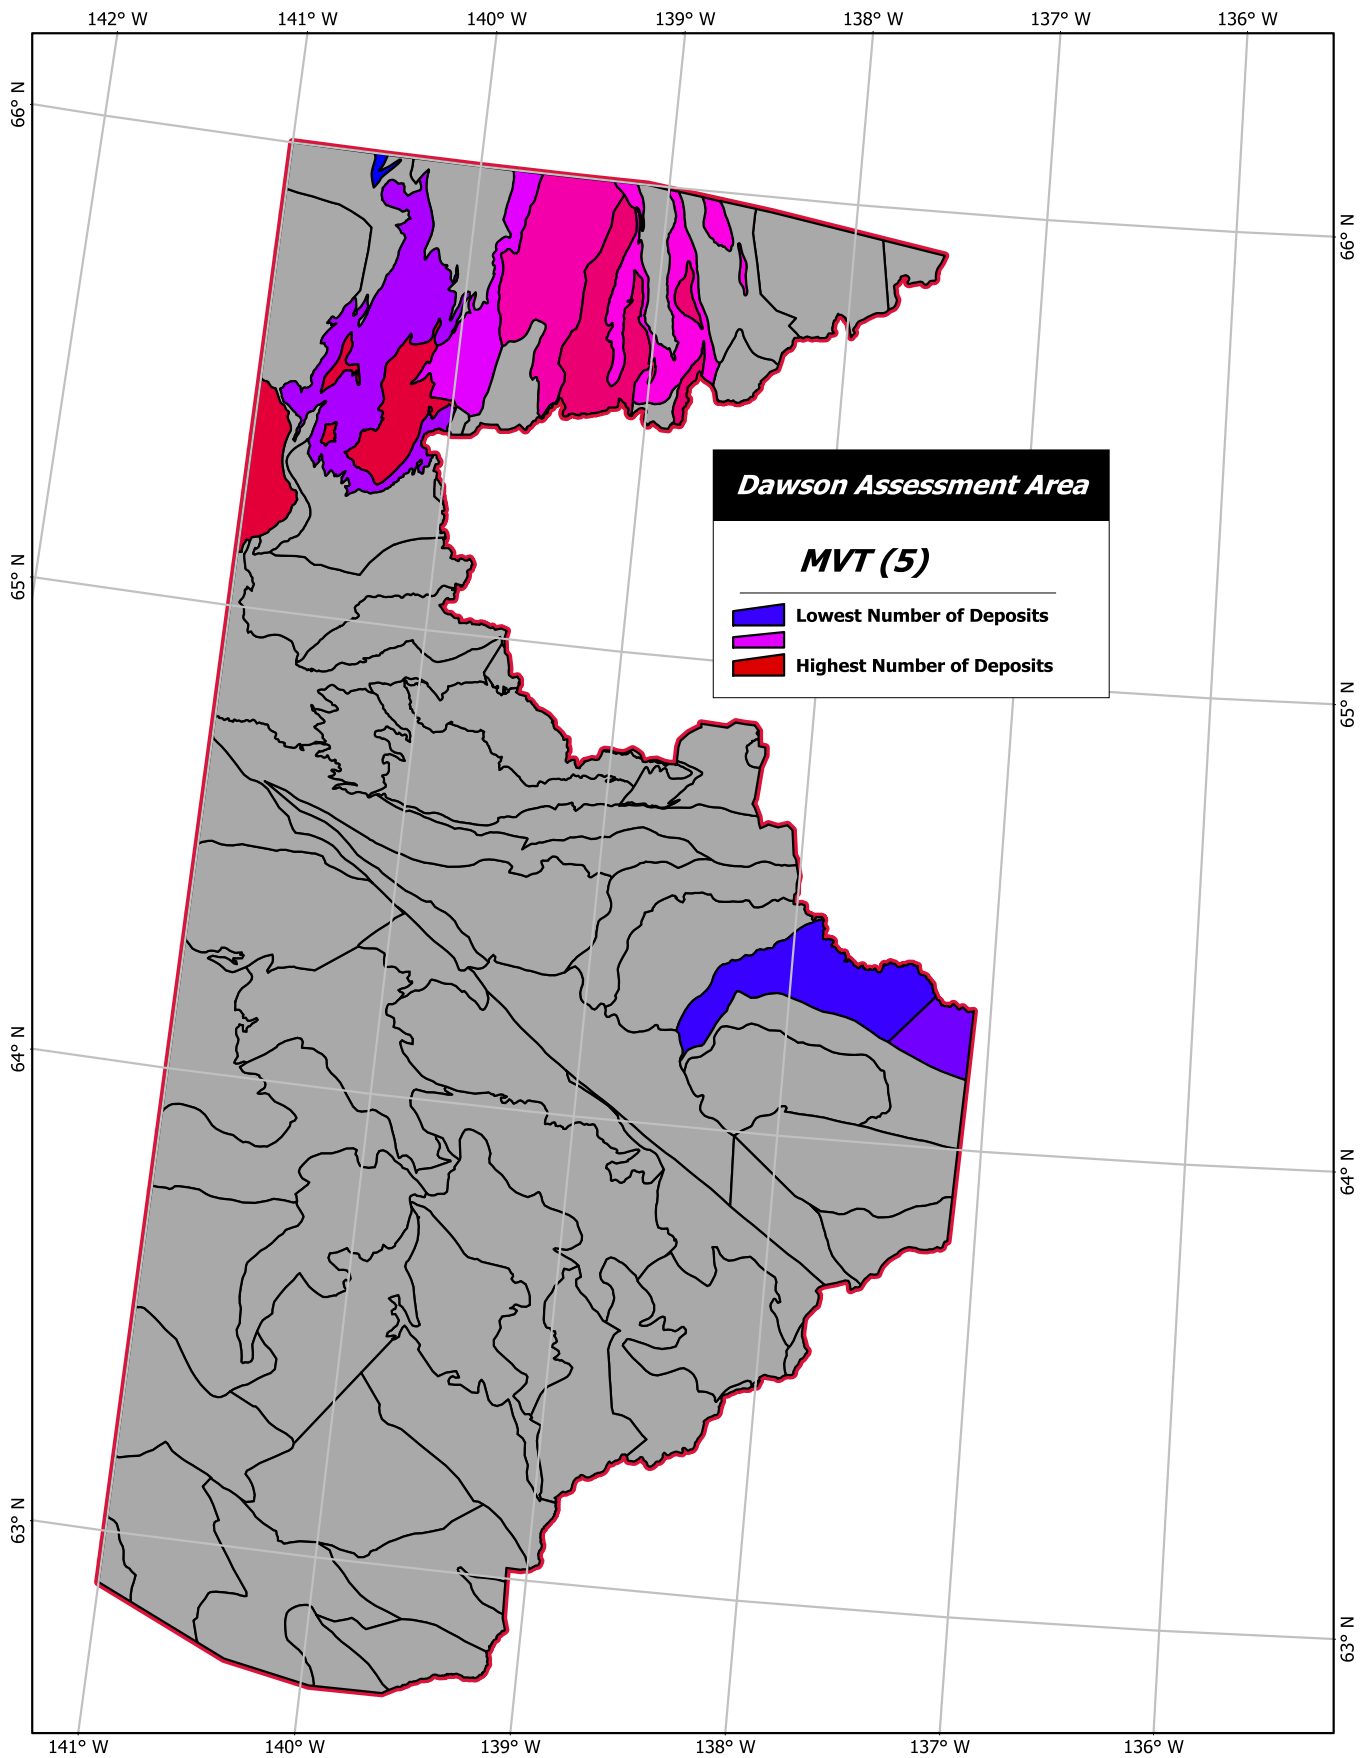 142° W 141° W 140° W 139° W 138° W 137° W 136° W
66° N
66° N
Dawson Assessment Area
MVT (5)
65° N
Lowest Number of Deposits
Highest Number of Deposits
65° N
64° N
64° N
63° N
63° N
141° W 140° W 139° W 138° W 137° W 136° W